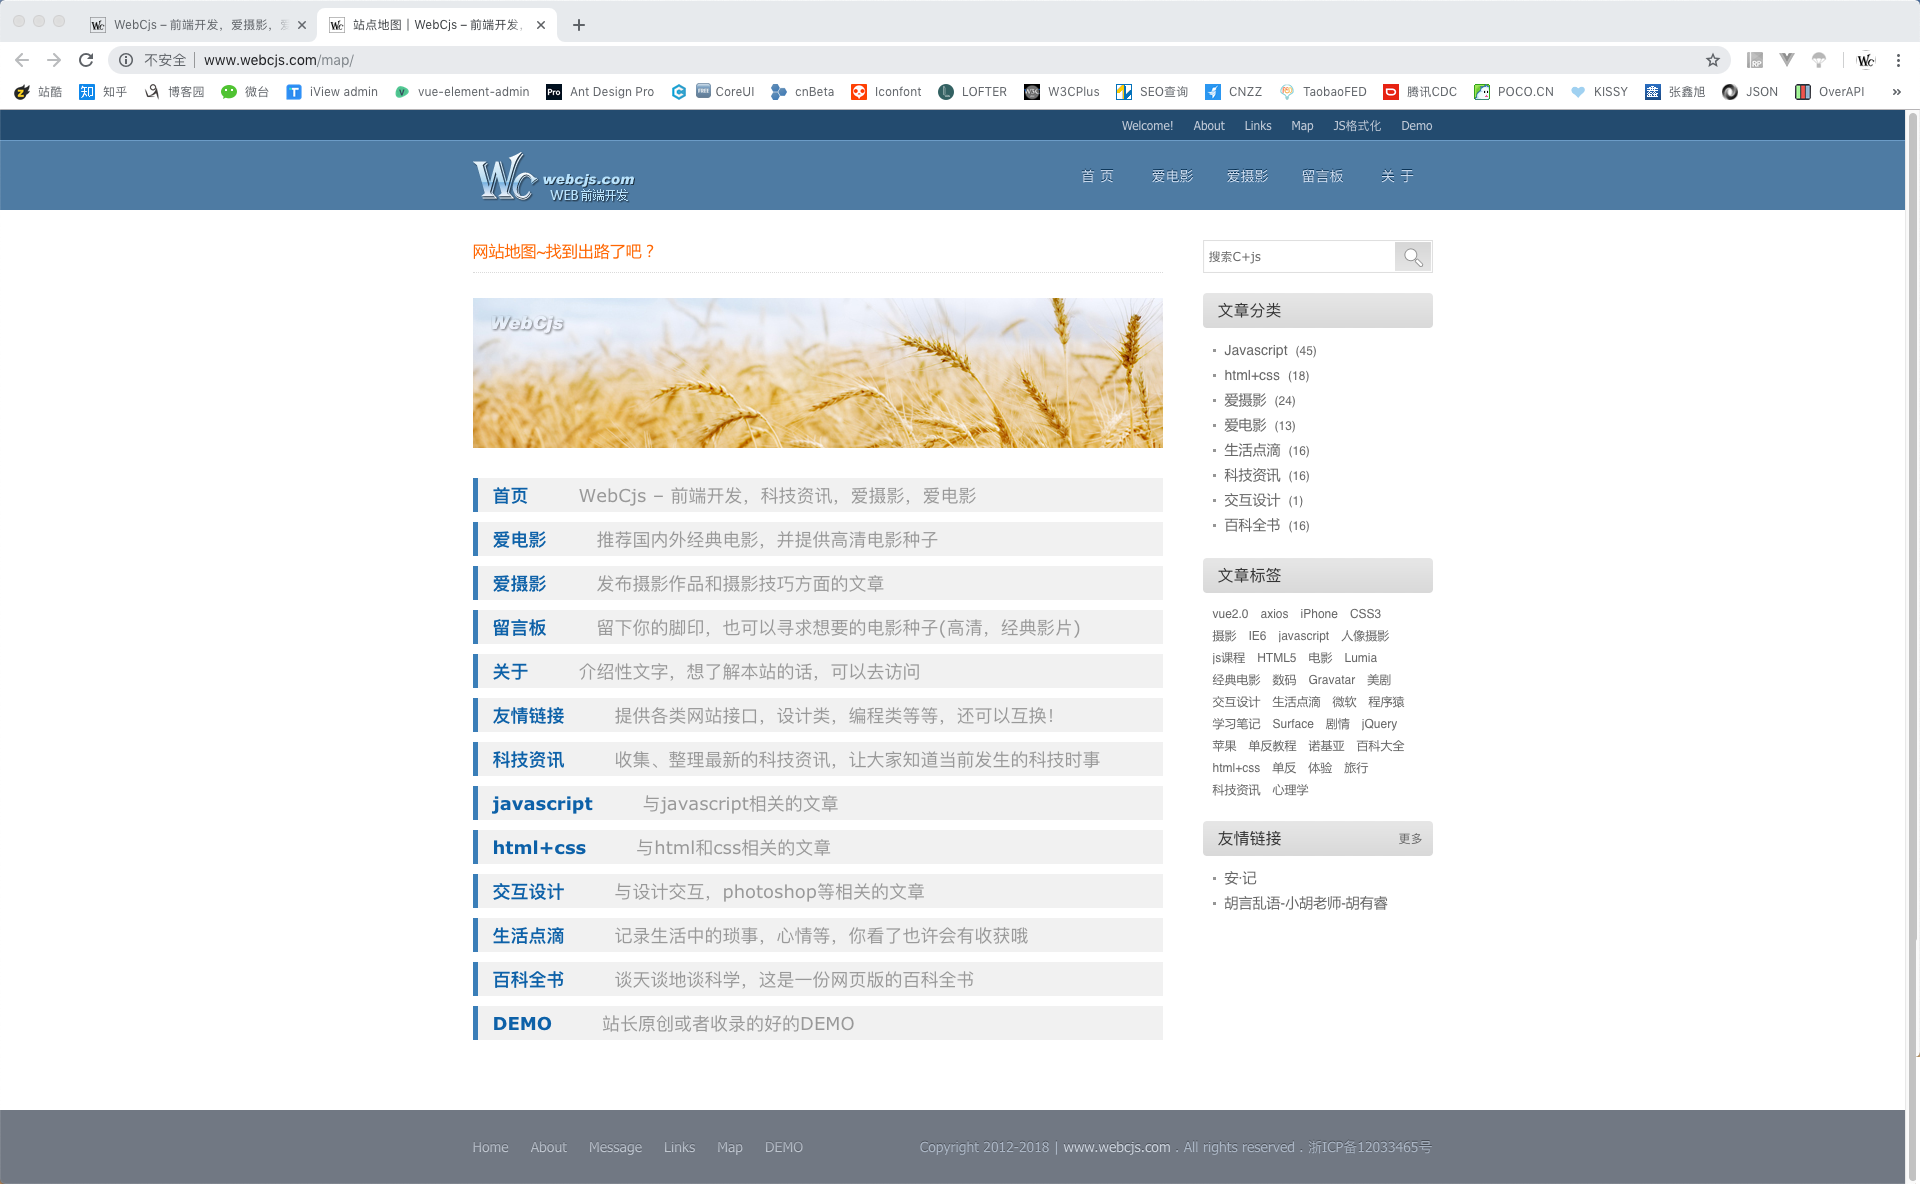 WebCjs – 前端开发，爱摄影，爱
站点地图 | WebCjs – 前端开发，
不安全 | www.webcjs.com/map/
站酷 知乎 博客园 微台 iView admin vue-element-admin Ant Design Pro CoreUI cnBeta Iconfont LOFTER W3CPlus SEO查询 CNZZ TaobaoFED 腾讯CDC POCO.CN KISSY 张鑫旭 JSON OverAPI »
Welcome! About Links Map JS格式化 Demo
Wc webcjs.com
WEB 前端开发
首 页 爱电影 爱摄影 留言板 关 于
网站地图~找到出路了吧？
WebCjs
首页 WebCjs – 前端开发，科技资讯，爱摄影，爱电影
爱电影 推荐国内外经典电影，并提供高清电影种子
爱摄影 发布摄影作品和摄影技巧方面的文章
留言板 留下你的脚印，也可以寻求想要的电影种子(高清，经典影片)
关于 介绍性文字，想了解本站的话，可以去访问
友情链接 提供各类网站接口，设计类，编程类等等，还可以互换！
科技资讯 收集、整理最新的科技资讯，让大家知道当前发生的科技时事
javascript 与javascript相关的文章
html+css 与html和css相关的文章
交互设计 与设计交互，photoshop等相关的文章
生活点滴 记录生活中的琐事，心情等，你看了也许会有收获哦
百科全书 谈天谈地谈科学，这是一份网页版的百科全书
DEMO 站长原创或者收录的好的DEMO
搜索C+js
文章分类
Javascript (45)
html+css (18)
爱摄影 (24)
爱电影 (13)
生活点滴 (16)
科技资讯 (16)
交互设计 (1)
百科全书 (16)
文章标签
vue2.0 axios iPhone CSS3
摄影 IE6 javascript 人像摄影
js课程 HTML5 电影 Lumia
经典电影 数码 Gravatar 美剧
交互设计 生活点滴 微软 程序猿
学习笔记 Surface 剧情 jQuery
苹果 单反教程 诺基亚 百科大全
html+css 单反 体验 旅行
科技资讯 心理学
友情链接 更多
安·记
胡言乱语-小胡老师-胡有睿
Home About Message Links Map DEMO
Copyright 2012-2018 | www.webcjs.com . All rights reserved . 浙ICP备12033465号